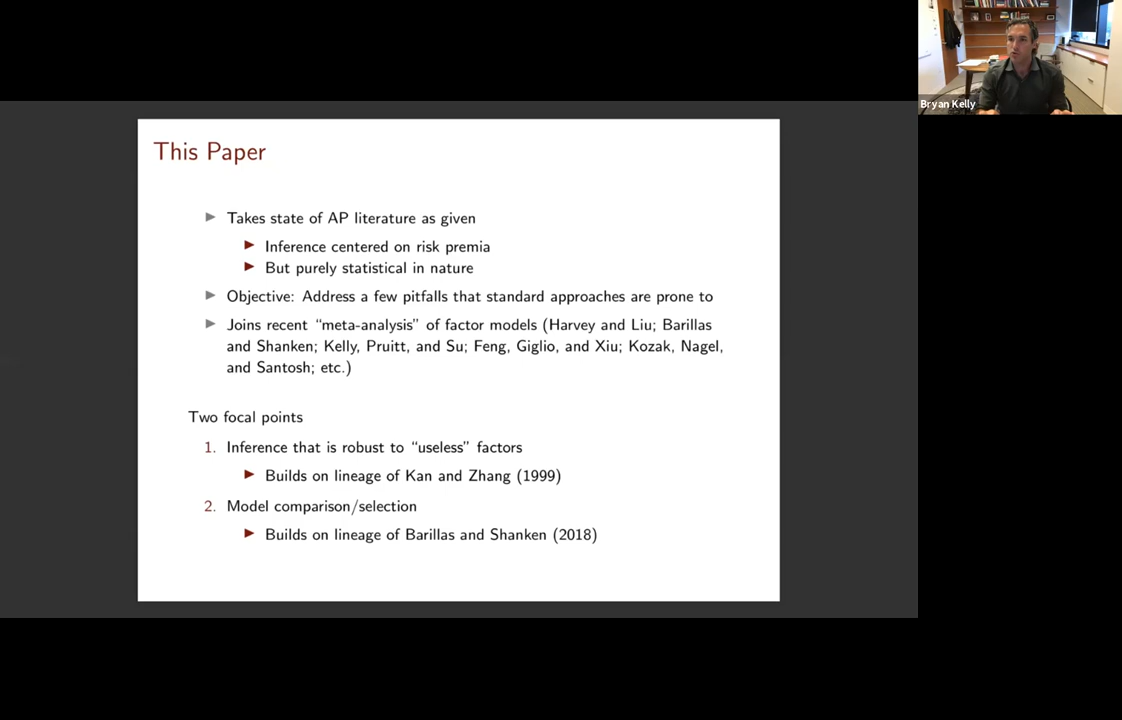 This Paper
▶ Takes state of AP literature as given
▶ Inference centered on risk premia
▶ But purely statistical in nature
▶ Objective: Address a few pitfalls that standard approaches are prone to
▶ Joins recent “meta-analysis” of factor models (Harvey and Liu; Barillas
and Shanken; Kelly, Pruitt, and Su; Feng, Giglio, and Xiu; Kozak, Nagel,
and Santosh; etc.)
Two focal points
1. Inference that is robust to “useless” factors
▶ Builds on lineage of Kan and Zhang (1999)
2. Model comparison/selection
▶ Builds on lineage of Barillas and Shanken (2018)
Bryan Kelly